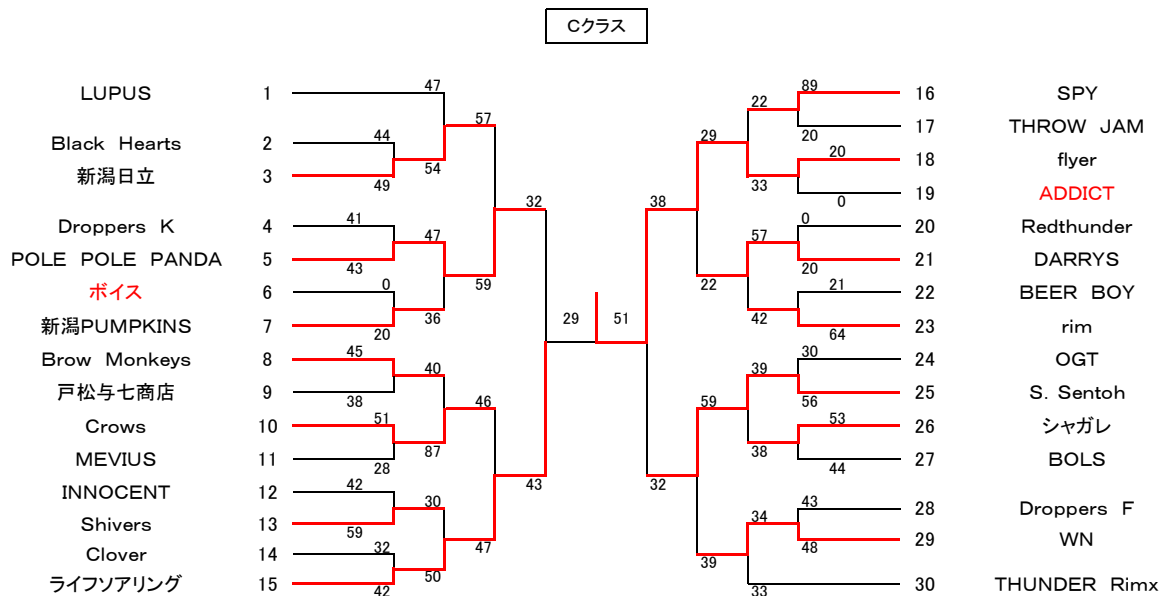 Cクラス
LUPUS 1 47
57
Black Hearts 2 44
新潟日立 3 49 54
32
Droppers K 4 41
POLE POLE PANDA 5 43 47
59
ボイス 6 0
新潟PUMPKINS 7 20 36
29 51
Brow Monkeys 8 45
戸松与七商店 9 38 40
46
Crows 10 51
MEVIUS 11 28 87
43
INNOCENT 12 42
Shivers 13 59 30
47
Clover 14 32
ライフソアリング 15 42 50
89 16 SPY
22
20 17 THROW JAM
29
20 18 flyer
33
0 19 ADDICT
38
0 20 Redthunder
57
20 21 DARRYS
22
21 22 BEER BOY
42
64 23 rim
30 24 OGT
39
56 25 S. Sentoh
59
53 26 シャガレ
38
44 27 BOLS
32
43 28 Droppers F
34
48 29 WN
39
33 30 THUNDER Rimx